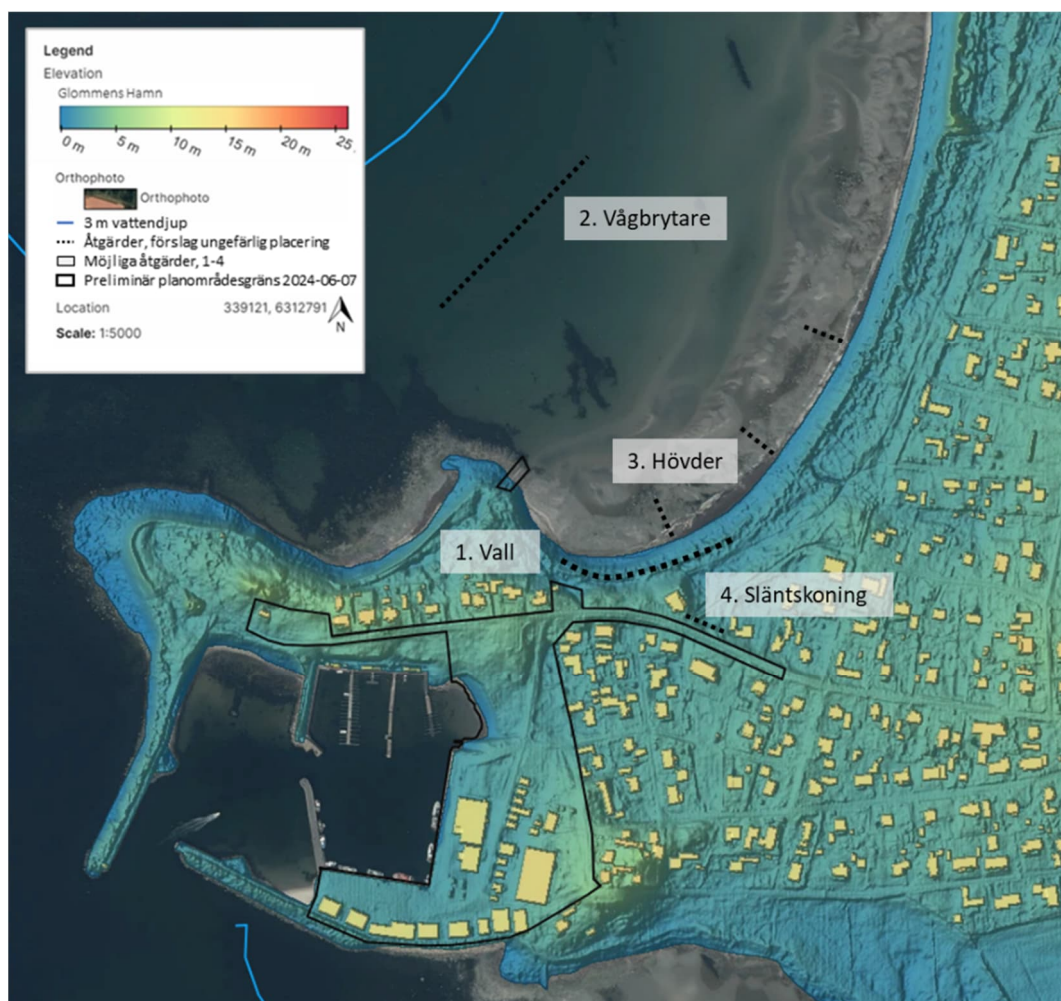 Legend
Elevation
Glommens Hamn
0 m 5 m 10 m 15 m 20 m 25 .
Orthophoto
Orthophoto
3 m vattendjup
Åtgärder, förslag ungefärlig placering
Möjliga åtgärder, 1-4
Preliminär planområdesgräns 2024-06-07
Location 339121, 6312791
N
Scale: 1:5000
2. Vågbrytare
3. Hövder
1. Vall
4. Släntskoning